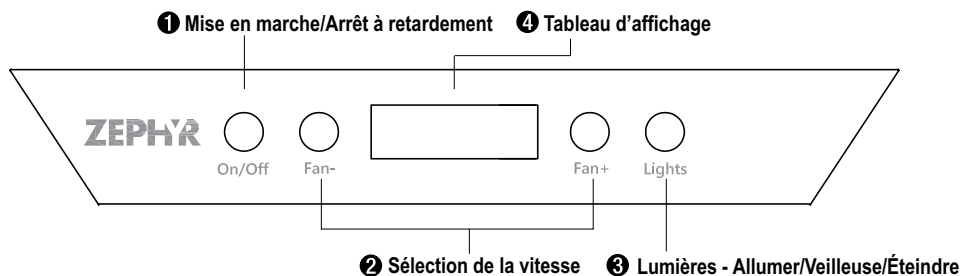 ❶ Mise en marche/Arrêt à retardement
❹ Tableau d'affichage
ZEPHYR
On/Off
Fan-
Fan+
Lights
❷ Sélection de la vitesse
❸ Lumières - Allumer/Veilleuse/Éteindre